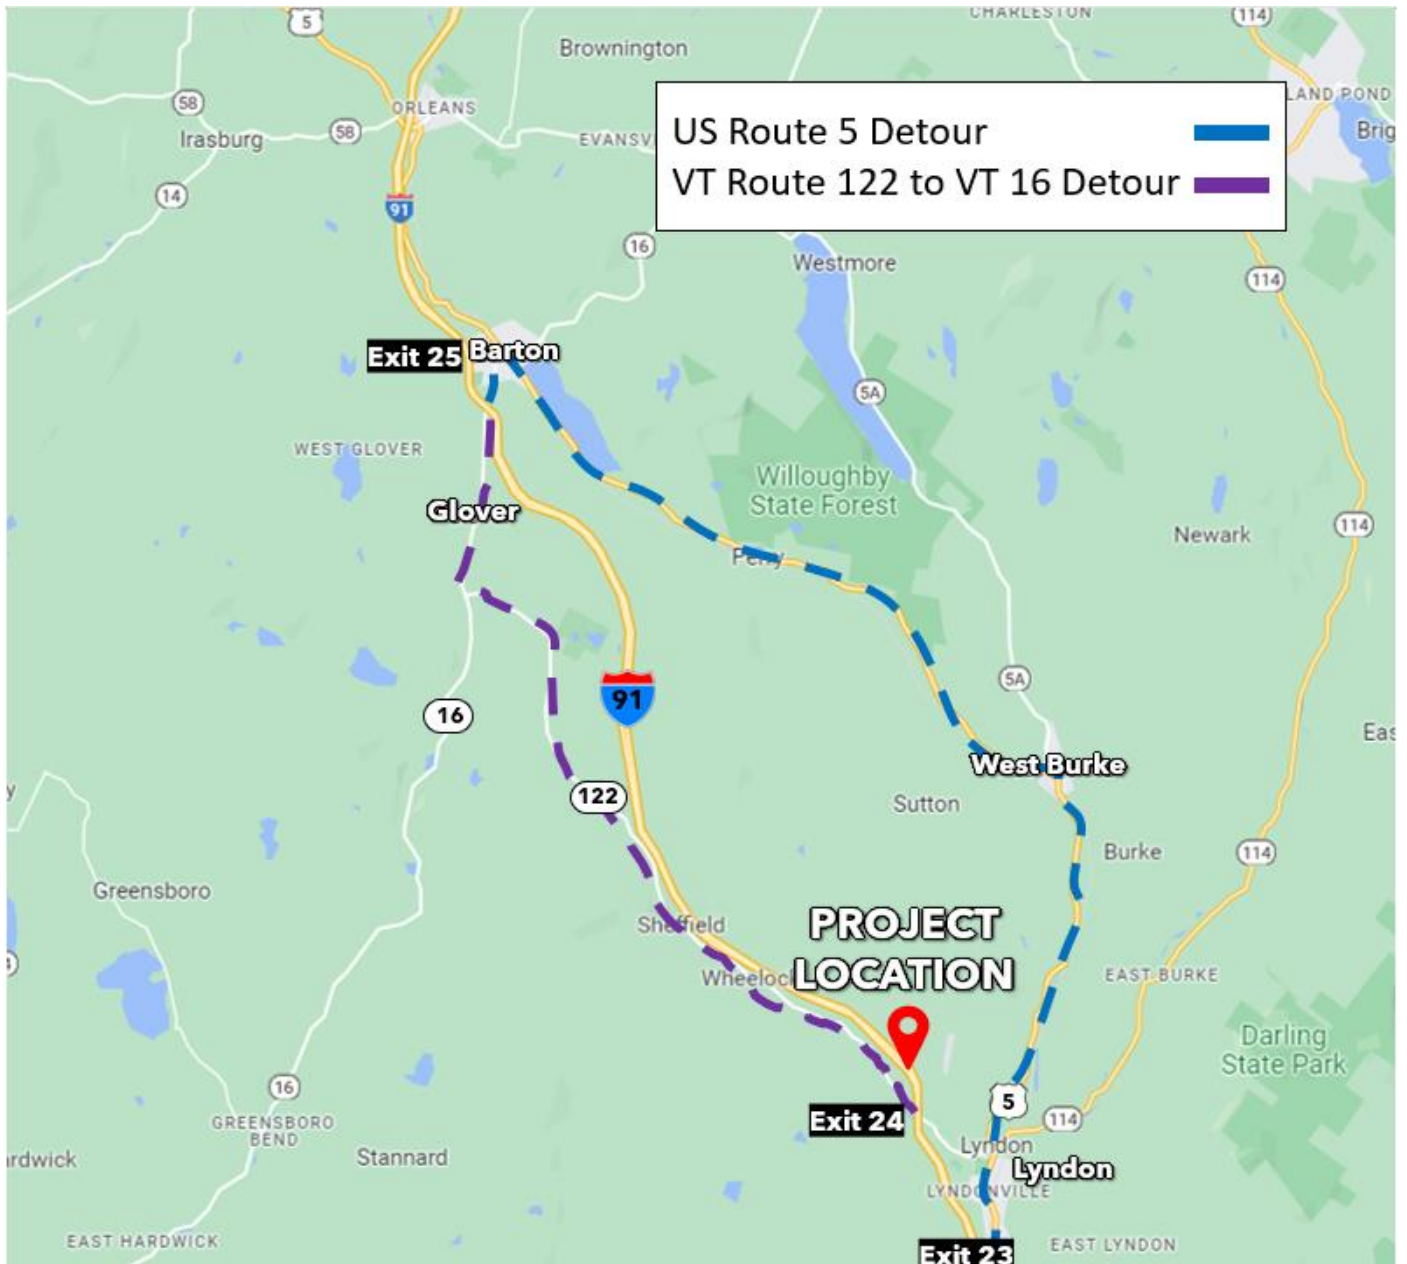 5
CHARLESTON
114
Brownington
58
ORLEANS
LAND POND
Irasburg
58
EVANSV
Brig
US Route 5 Detour
VT Route 122 to VT 16 Detour
14
91
16
Westmore
114
Exit 25
Barton
5A
WEST GLOVER
Willoughby
State Forest
Glover
114
Newark
Perry
5A
91
16
Eas
West Burke
122
Sutton
y
Burke
114
Greensboro
Sheffield
PROJECT
LOCATION
Wheelock
EAST BURKE
4
Darling
State Park
16
5
GREENSBORO
BEND
Exit 24
114
Lyndon
ardwick
Stannard
Lyndon
LYNDONVILLE
EAST HARDWICK
Exit 23
EAST LYNDON